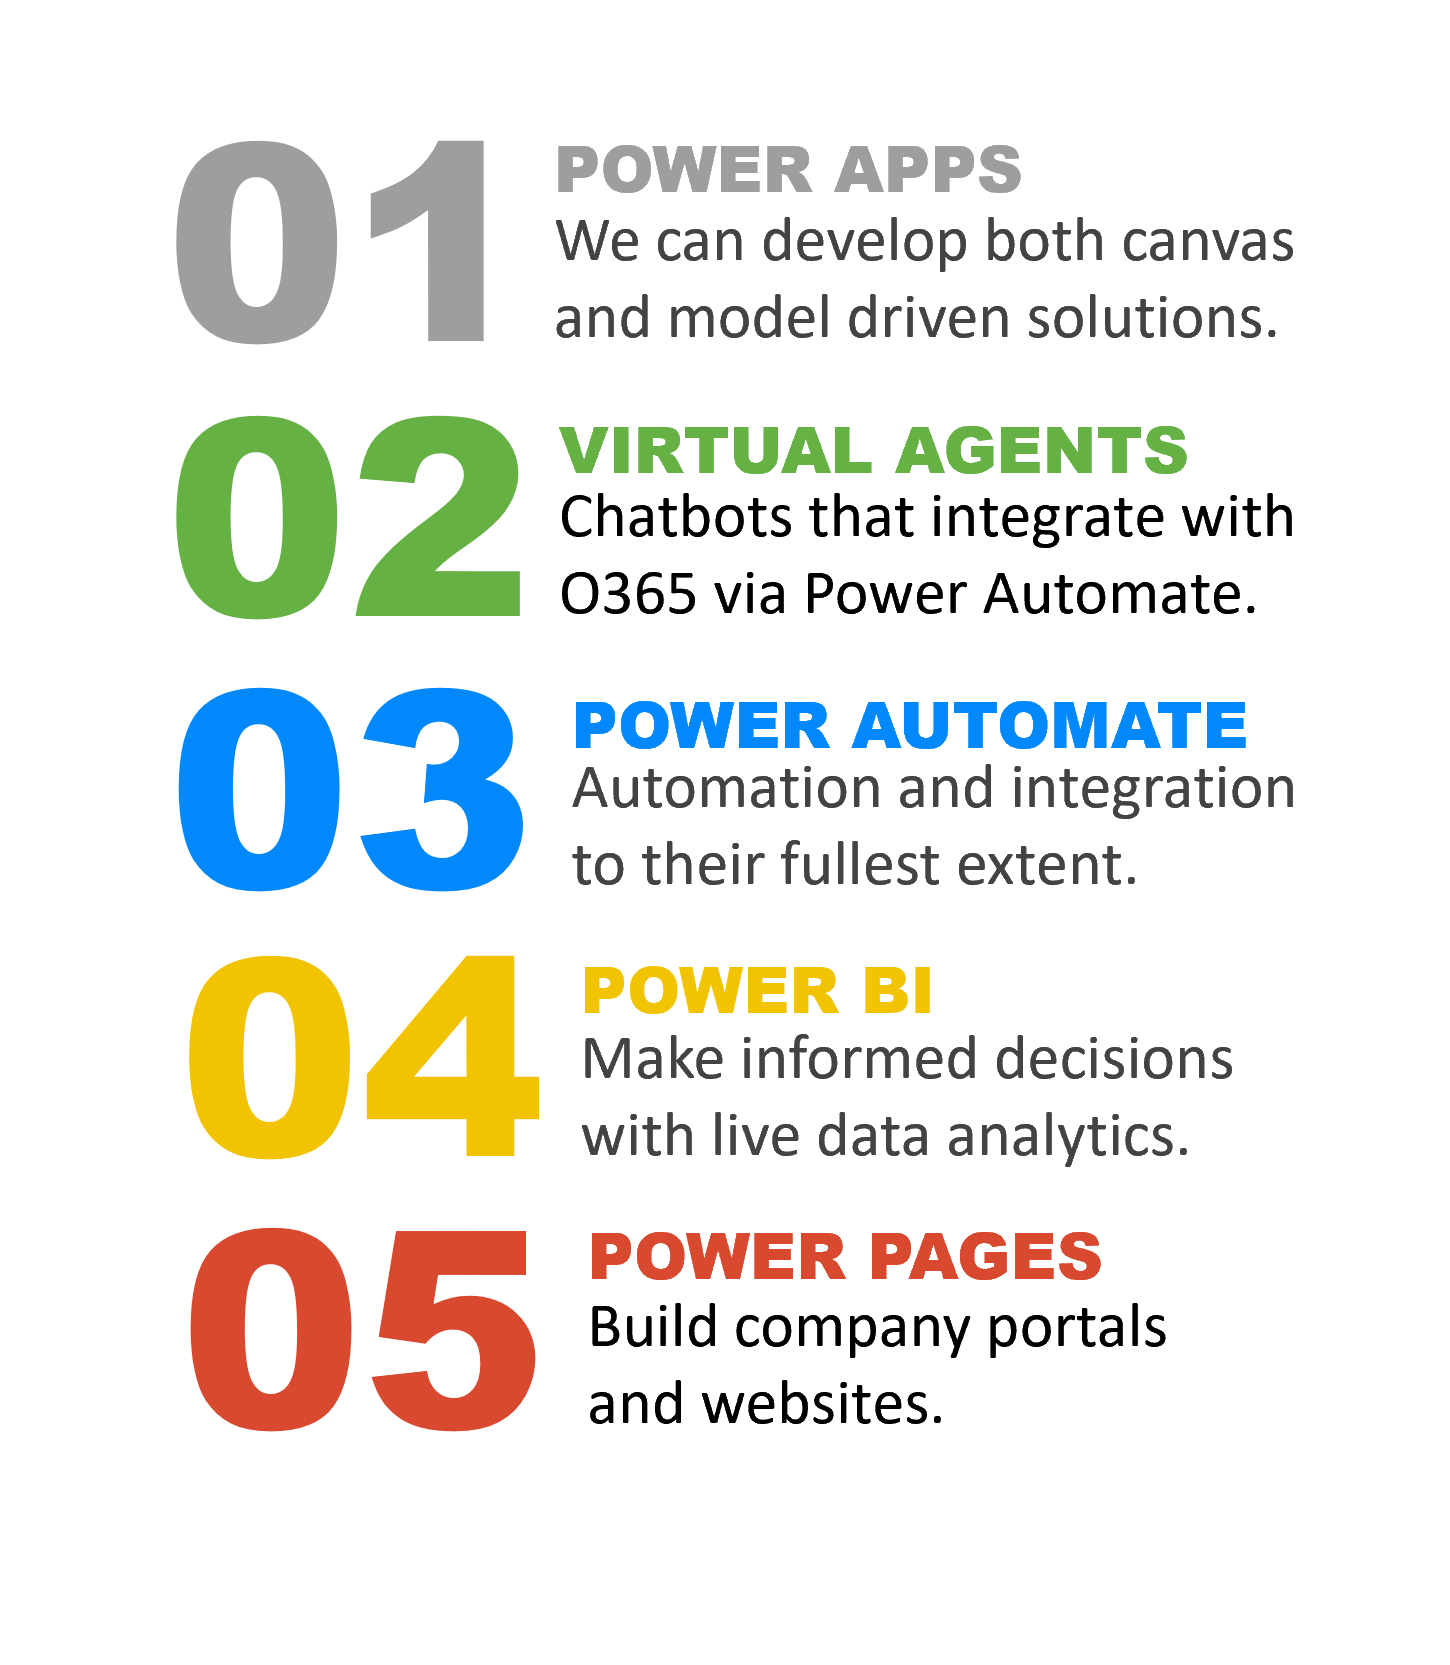 01
POWER APPS
We can develop both canvas
and model driven solutions.
02
VIRTUAL AGENTS
Chatbots that integrate with
O365 via Power Automate.
03
POWER AUTOMATE
Automation and integration
to their fullest extent.
04
POWER BI
Make informed decisions
with live data analytics.
05
POWER PAGES
Build company portals
and websites.